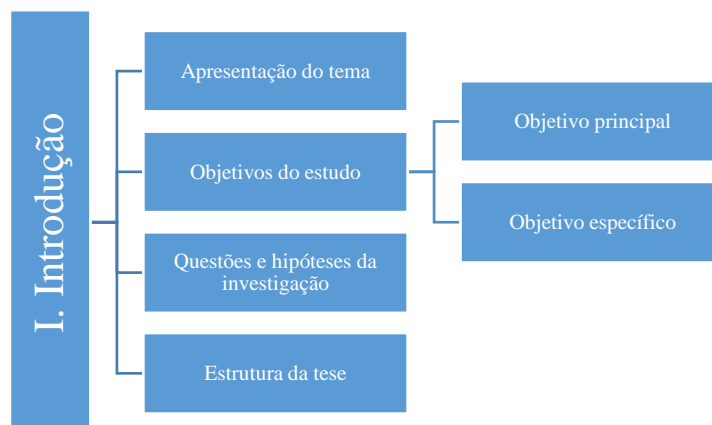 I. Introdução
Apresentação do tema
Objetivos do estudo
Objetivo principal
Objetivo específico
Questões e hipóteses da
investigação
Estrutura da tese